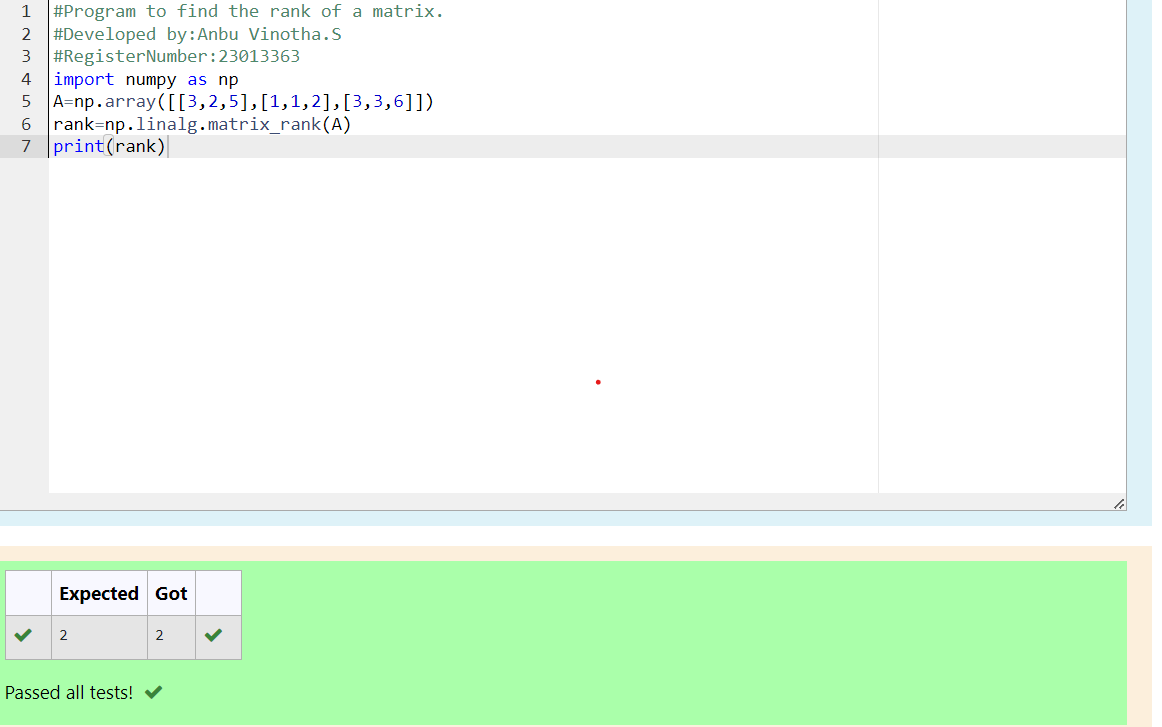 1 #Program to find the rank of a matrix.
2 #Developed by:Anbu Vinotha.S
3 #RegisterNumber:23013363
4 import numpy as np
5 A=np.array([[3,2,5],[1,1,2],[3,3,6]])
6 rank=np.linalg.matrix_rank(A)
7 print(rank)
Expected Got
2 2
Passed all tests!